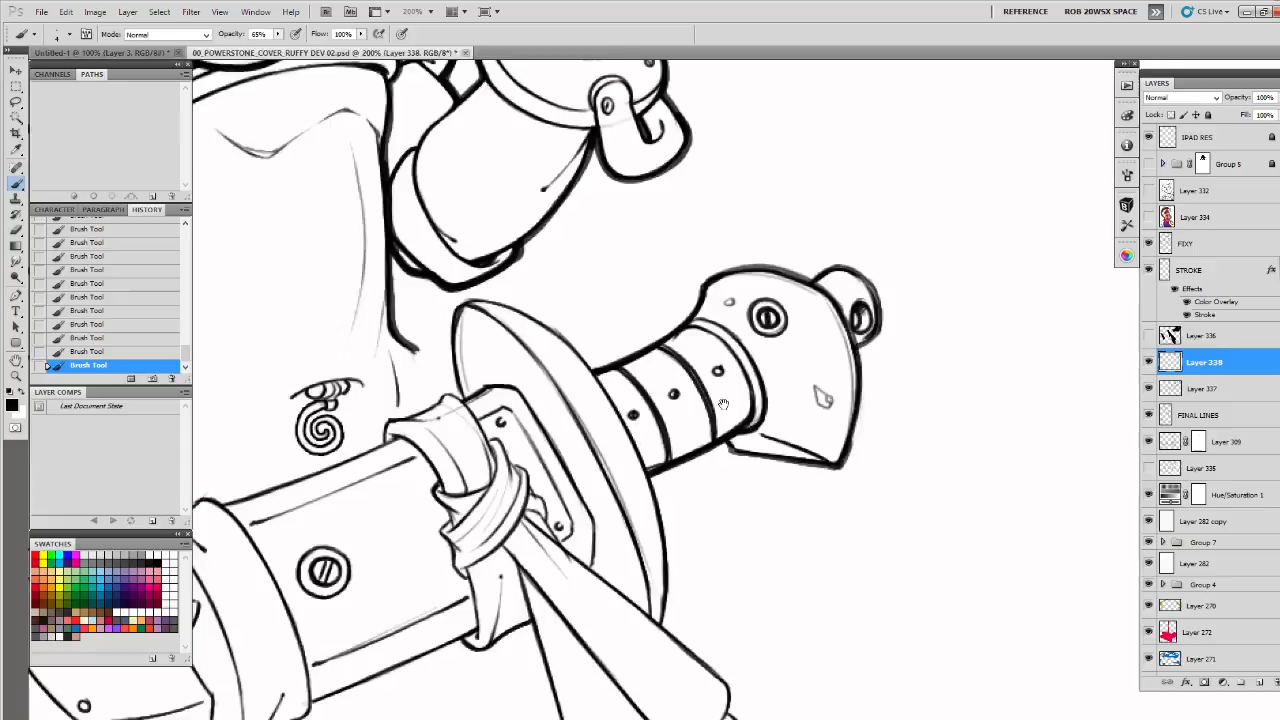 Ps File Edit Image Layer Select Filter Analysis 3D View Window Help Br Mb 200% REFERENCE ROB 20WSX SPACE CS Live
Mode: Normal Opacity: 65% Flow: 100%
Untitled-1 @ 100% (Layer 3, RGB/8#) * 00_POWERSTONE_COVER_RUFFY DEV 02.psd @ 200% (Layer 338, RGB/8*) *
CHANNELS PATHS
CHARACTER PARAGRAPH HISTORY
Brush Tool
Brush Tool
Brush Tool
Brush Tool
Brush Tool
Brush Tool
Brush Tool
Brush Tool
Brush Tool
Brush Tool
Brush Tool
LAYER COMPS
Last Document State
SWATCHES
LAYERS
Normal Opacity: 100%
Lock: Fill: 100%
IPAD RES
Group 5
Layer 332
Layer 334
FIXY
STROKE fx
Effects
Color Overlay
Stroke
Layer 336
Layer 338
Layer 337
FINAL LINES
Layer 309
Layer 335
Hue/Saturation 1
Layer 282 copy
Group 7
Layer 282
Group 4
Layer 270
Layer 272
Layer 271